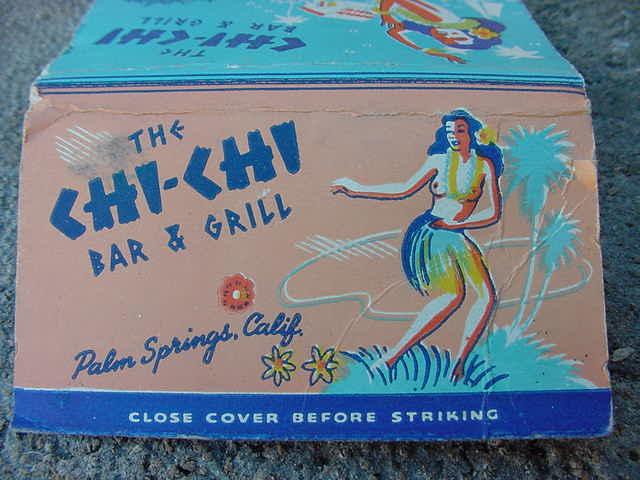 THE
CHI-CHI
BAR & GRILL
THE
CHI-CHI
BAR & GRILL
Palm Springs, Calif.
CLOSE COVER BEFORE STRIKING